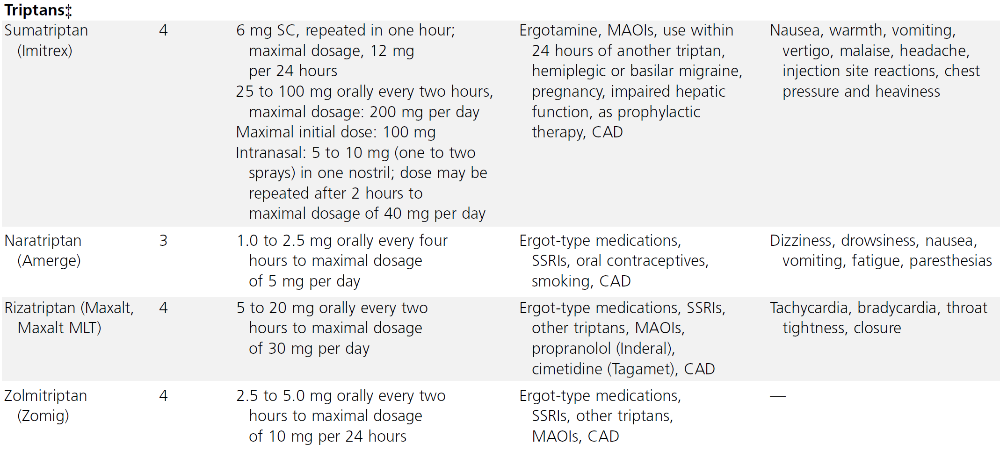 Triptans‡
Sumatriptan
(Imitrex)
4
6 mg SC, repeated in one hour;
maximal dosage, 12 mg
per 24 hours
25 to 100 mg orally every two hours,
maximal dosage: 200 mg per day
Maximal initial dose: 100 mg
Intranasal: 5 to 10 mg (one to two
sprays) in one nostril; dose may be
repeated after 2 hours to
maximal dosage of 40 mg per day
Ergotamine, MAOIs, use within
24 hours of another triptan,
hemiplegic or basilar migraine,
pregnancy, impaired hepatic
function, as prophylactic
therapy, CAD
Nausea, warmth, vomiting,
vertigo, malaise, headache,
injection site reactions, chest
pressure and heaviness
Naratriptan
(Amerge)
3
1.0 to 2.5 mg orally every four
hours to maximal dosage
of 5 mg per day
Ergot-type medications,
SSRIs, oral contraceptives,
smoking, CAD
Dizziness, drowsiness, nausea,
vomiting, fatigue, paresthesias
Rizatriptan (Maxalt,
Maxalt MLT)
4
5 to 20 mg orally every two
hours to maximal dosage
of 30 mg per day
Ergot-type medications, SSRIs,
other triptans, MAOIs,
propranolol (Inderal),
cimetidine (Tagamet), CAD
Tachycardia, bradycardia, throat
tightness, closure
Zolmitriptan
(Zomig)
4
2.5 to 5.0 mg orally every two
hours to maximal dosage
of 10 mg per 24 hours
Ergot-type medications,
SSRIs, other triptans,
MAOIs, CAD
—